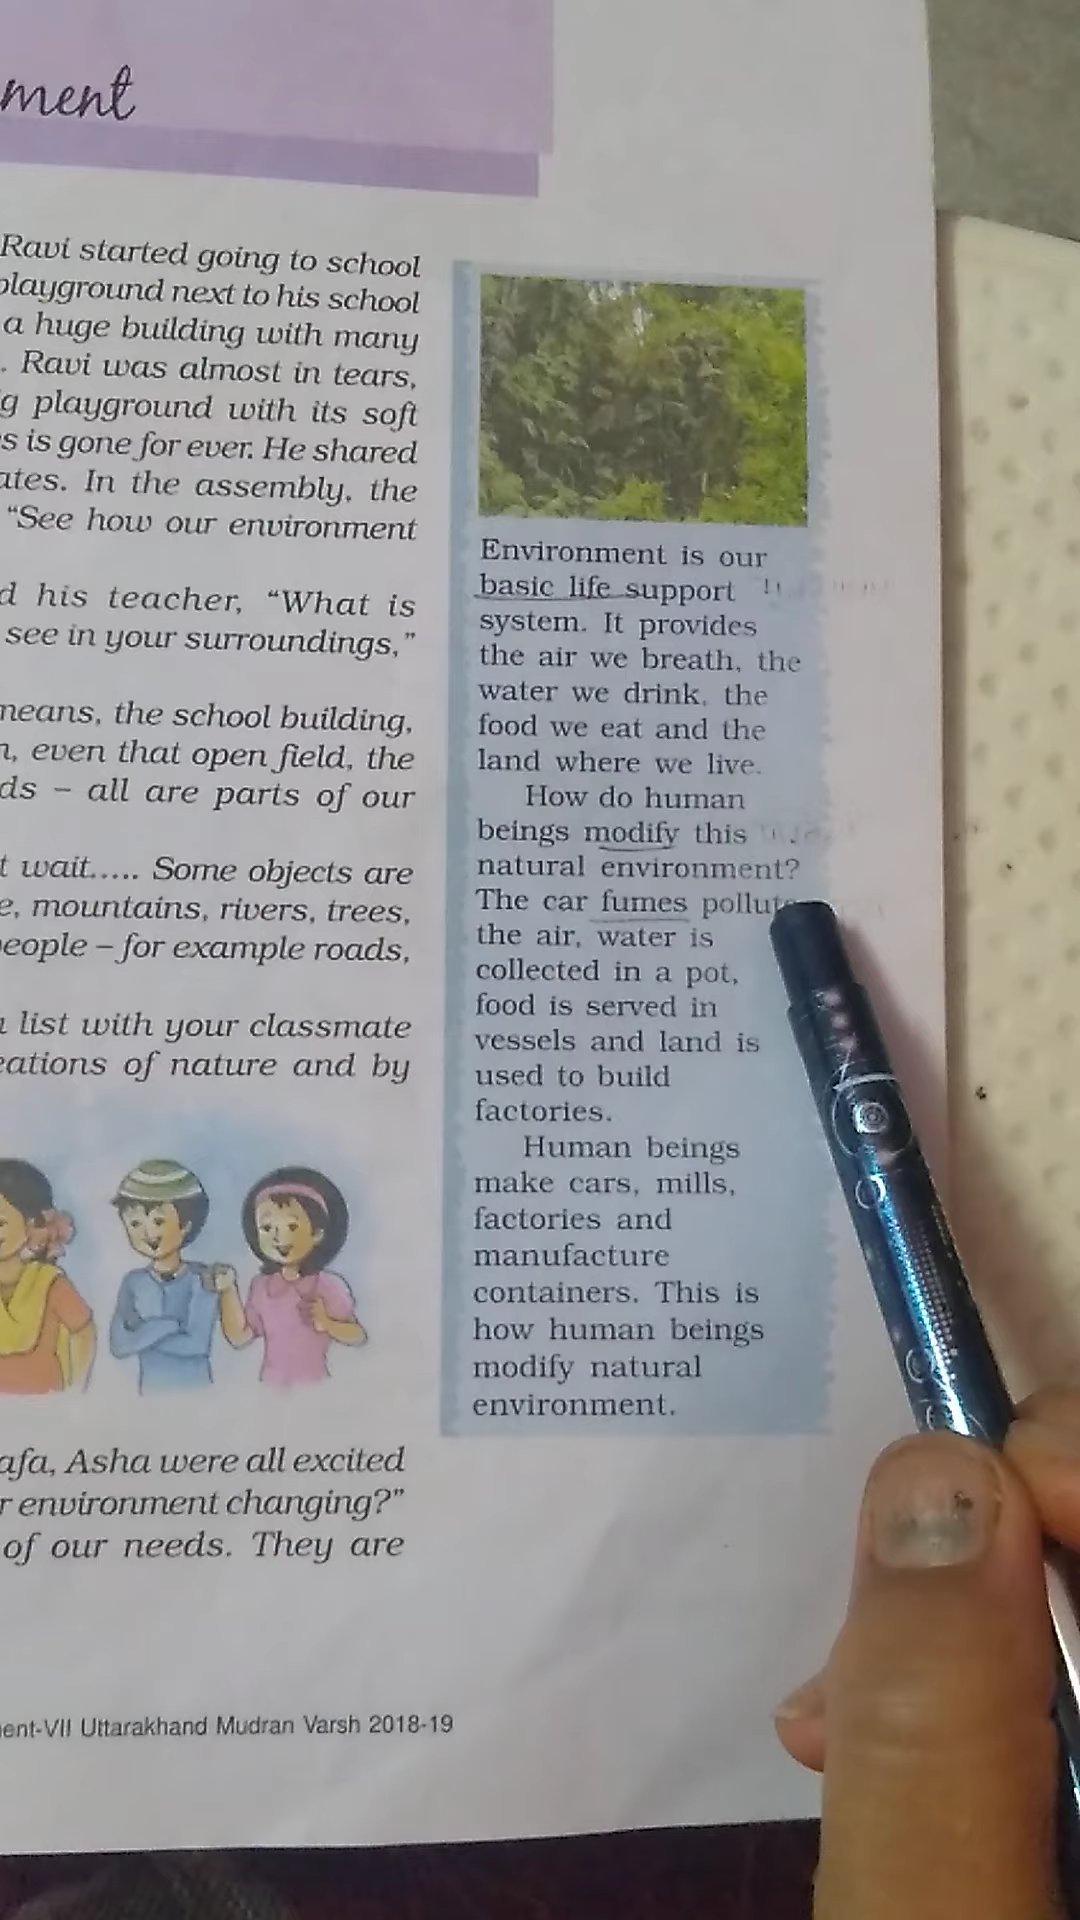 ment
Ravi started going to school
playground next to his school
a huge building with many
. Ravi was almost in tears,
g playground with its soft
s is gone for ever. He shared
ates. In the assembly, the
"See how our environment
d his teacher, "What is
see in your surroundings,"
means, the school building,
n, even that open field, the
ds – all are parts of our
t wait..... Some objects are
e, mountains, rivers, trees,
people – for example roads,
list with your classmate
eations of nature and by
afa, Asha were all excited
r environment changing?"
of our needs. They are
ent-VII Uttarakhand Mudran Varsh 2018-19
Environment is our
basic life support
system. It provides
the air we breath, the
water we drink, the
food we eat and the
land where we live.
How do human
beings modify this
natural environment?
The car fumes pollute
the air, water is
collected in a pot,
food is served in
vessels and land is
used to build
factories.
Human beings
make cars, mills,
factories and
manufacture
containers. This is
how human beings
modify natural
environment.